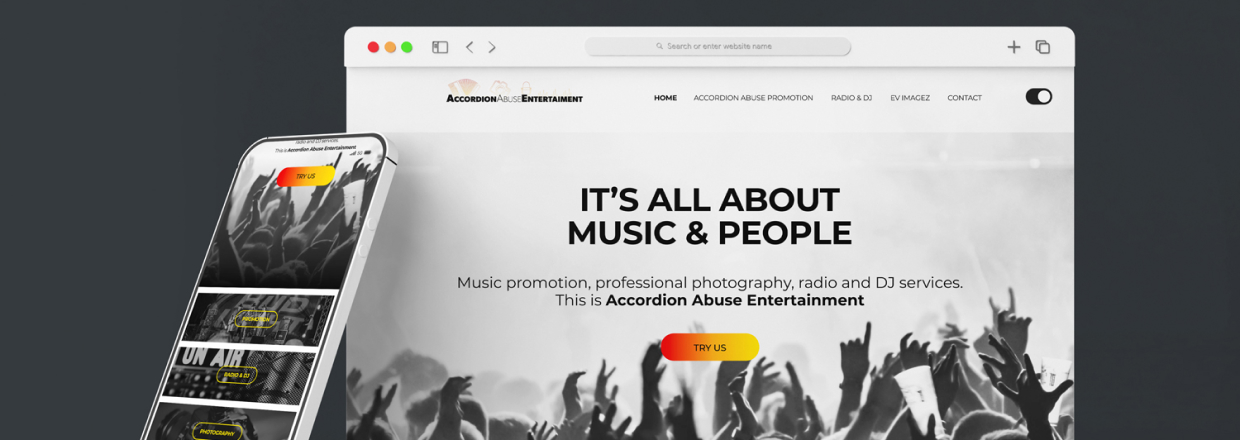 Search or enter website name
AccordionAbuseEntertaiment
HOME
ACCORDION ABUSE PROMOTION
RADIO & DJ
EV IMAGEZ
CONTACT
IT'S ALL ABOUT
MUSIC & PEOPLE
Music promotion, professional photography, radio and DJ services.
This is Accordion Abuse Entertainment
TRY US
radio and DJ services
This is Accordion Abuse Entertainment
TRY US
PROMOTION
ON AIR
RADIO & DJ
PHOTOGRAPHY